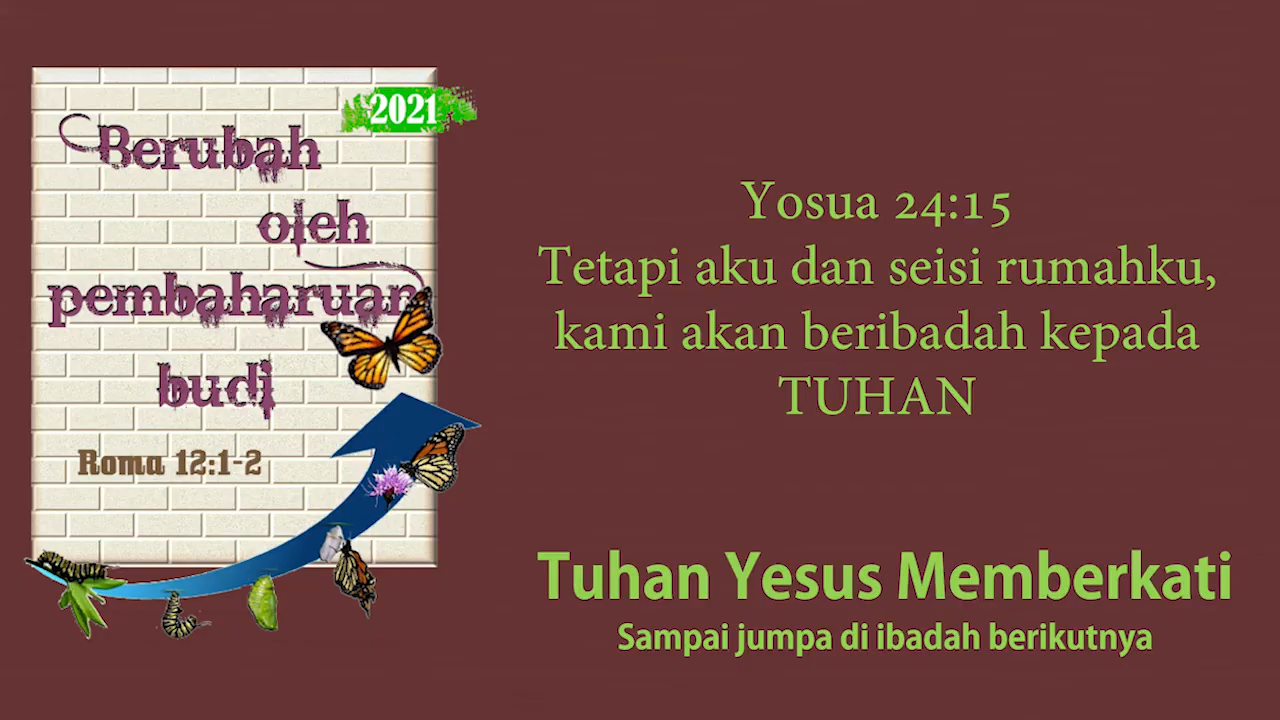 2021
Berubah
oleh
pembaharuan
budi
Roma 12:1-2
Yosua 24:15
Tetapi aku dan seisi rumahku,
kami akan beribadah kepada
TUHAN
Tuhan Yesus Memberkati
Sampai jumpa di ibadah berikutnya